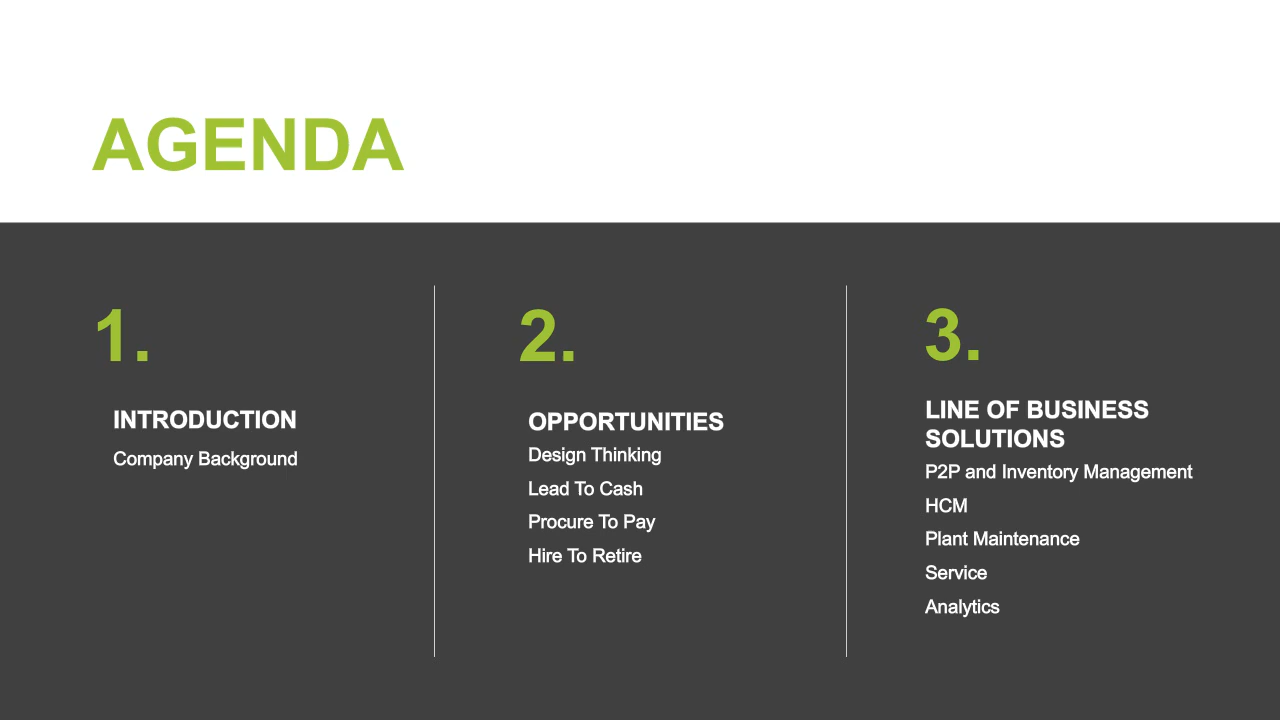 AGENDA
1.
INTRODUCTION
Company Background
2.
OPPORTUNITIES
Design Thinking
Lead To Cash
Procure To Pay
Hire To Retire
3.
LINE OF BUSINESS
SOLUTIONS
P2P and Inventory Management
HCM
Plant Maintenance
Service
Analytics